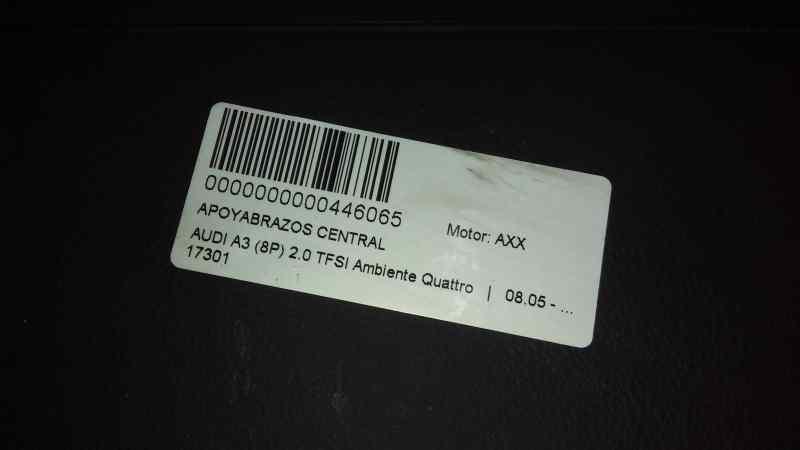 0000000000446065
APOYABRAZOS CENTRAL Motor: AXX
AUDI A3 (8P) 2.0 TFSI Ambiente Quattro | 08.05 - ...
17301